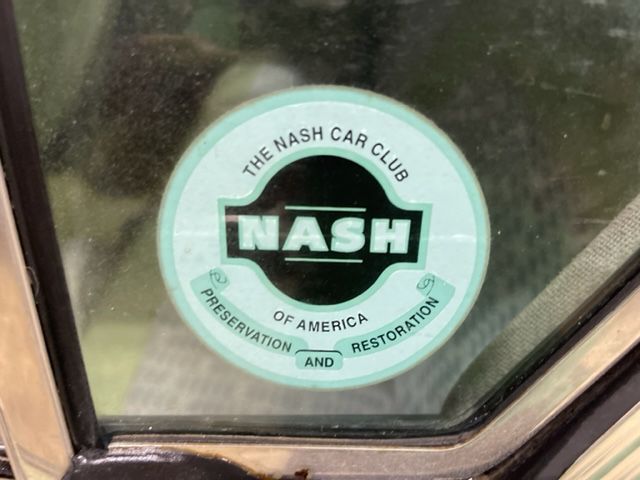 THE NASH CAR CLUB
NASH
OF AMERICA
PRESERVATION AND RESTORATION